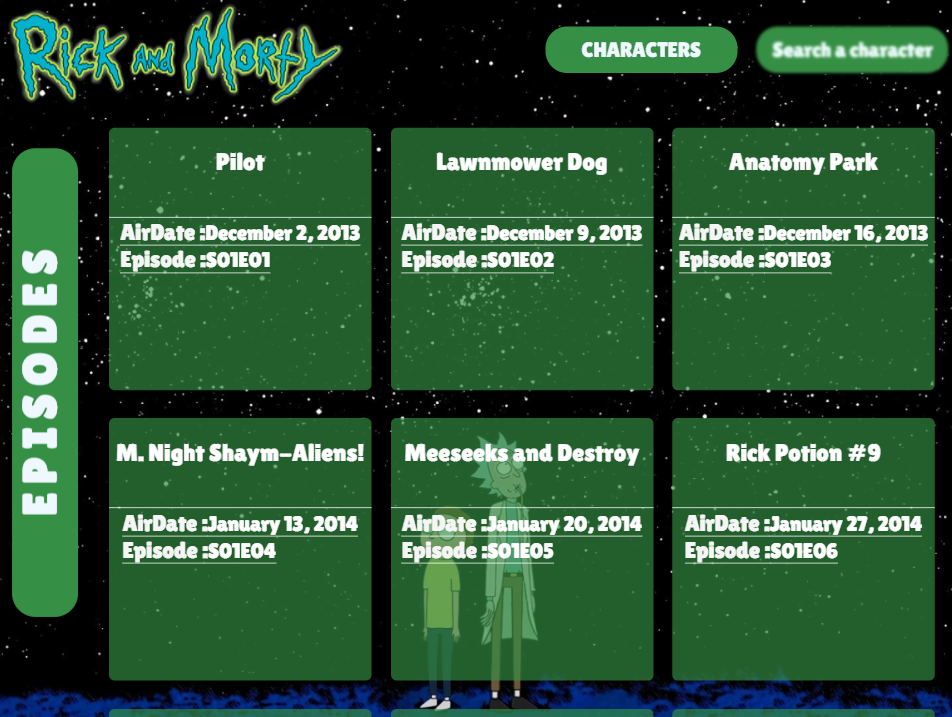 Rick and Morty
CHARACTERS
Search a character
EPISODES
Pilot
AirDate :December 2, 2013
Episode :S01E01
Lawnmower Dog
AirDate :December 9, 2013
Episode :S01E02
Anatomy Park
AirDate :December 16, 2013
Episode :S01E03
M. Night Shaym-Aliens!
AirDate :January 13, 2014
Episode :S01E04
Meeseeks and Destroy
AirDate :January 20, 2014
Episode :S01E05
Rick Potion #9
AirDate :January 27, 2014
Episode :S01E06